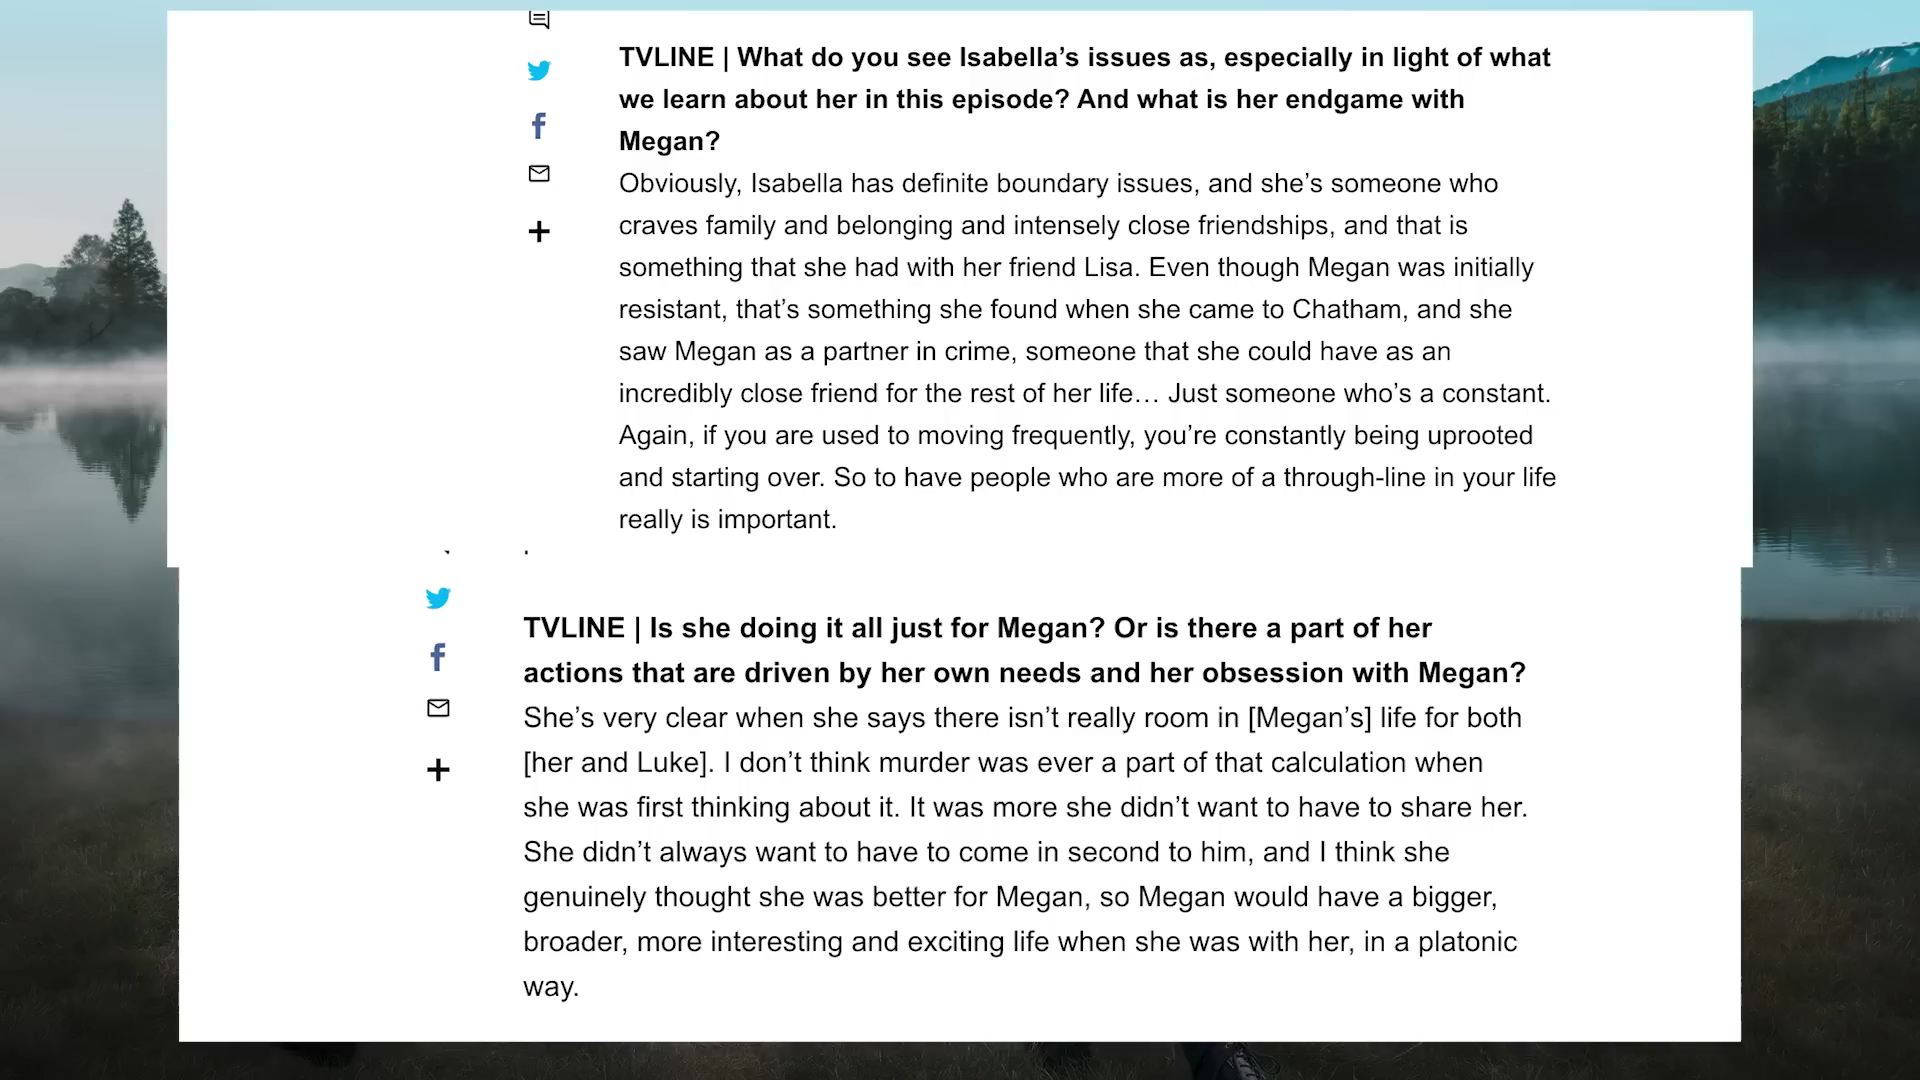 TVLINE | What do you see Isabella’s issues as, especially in light of what
we learn about her in this episode? And what is her endgame with
Megan?
Obviously, Isabella has definite boundary issues, and she’s someone who
craves family and belonging and intensely close friendships, and that is
something that she had with her friend Lisa. Even though Megan was initially
resistant, that’s something she found when she came to Chatham, and she
saw Megan as a partner in crime, someone that she could have as an
incredibly close friend for the rest of her life… Just someone who’s a constant.
Again, if you are used to moving frequently, you’re constantly being uprooted
and starting over. So to have people who are more of a through-line in your life
really is important.
TVLINE | Is she doing it all just for Megan? Or is there a part of her
actions that are driven by her own needs and her obsession with Megan?
She’s very clear when she says there isn’t really room in [Megan’s] life for both
[her and Luke]. I don’t think murder was ever a part of that calculation when
she was first thinking about it. It was more she didn’t want to have to share her.
She didn’t always want to have to come in second to him, and I think she
genuinely thought she was better for Megan, so Megan would have a bigger,
broader, more interesting and exciting life when she was with her, in a platonic
way.